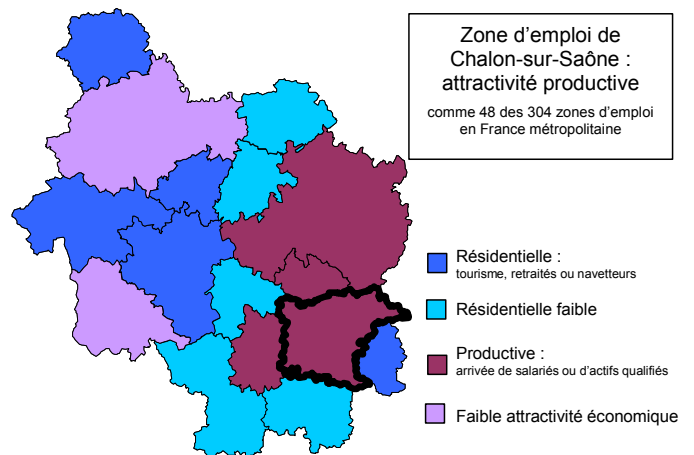 Zone d'emploi de
Chalon-sur-Saône :
attractivité productive
comme 48 des 304 zones d'emploi
en France métropolitaine
Résidentielle :
tourisme, retraités ou navetteurs
Résidentielle faible
Productive :
arrivée de salariés ou d'actifs qualifiés
Faible attractivité économique